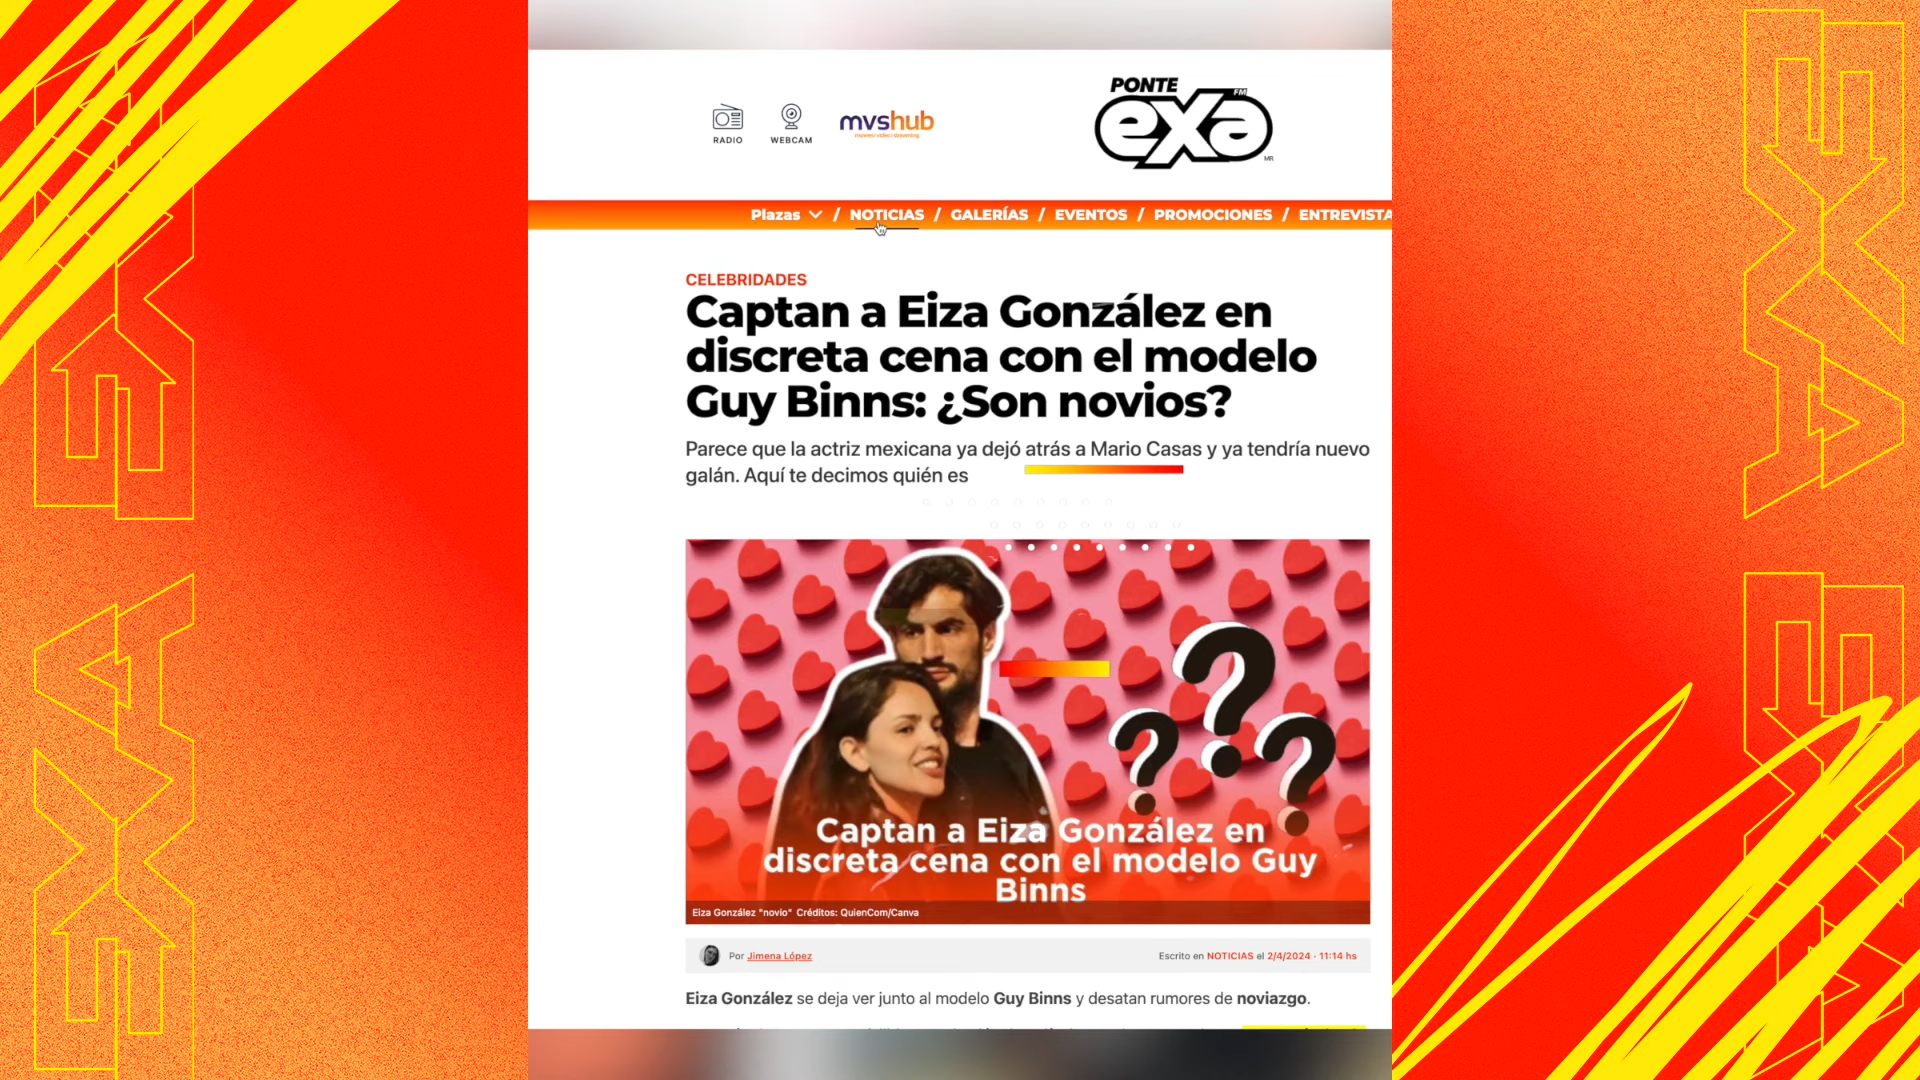 PONTE
exa
FM
MR
RADIO
WEBCAM
mvshub
Plazas / NOTICIAS / GALERÍAS / EVENTOS / PROMOCIONES / ENTREVISTA
CELEBRIDADES
Captan a Eiza González en
discreta cena con el modelo
Guy Binns: ¿Son novios?
Parece que la actriz mexicana ya dejó atrás a Mario Casas y ya tendría nuevo
galán. Aquí te decimos quién es
? ? ?
Captan a Eiza González en
discreta cena con el modelo Guy
Binns
Eiza González "novio" Créditos: QuienCom/Canva
Por Jimena López
Escrito en NOTICIAS el 2/4/2024 · 11:14 hs
Eiza González se deja ver junto al modelo Guy Binns y desatan rumores de noviazgo.
EXA EXA
EXA EXA